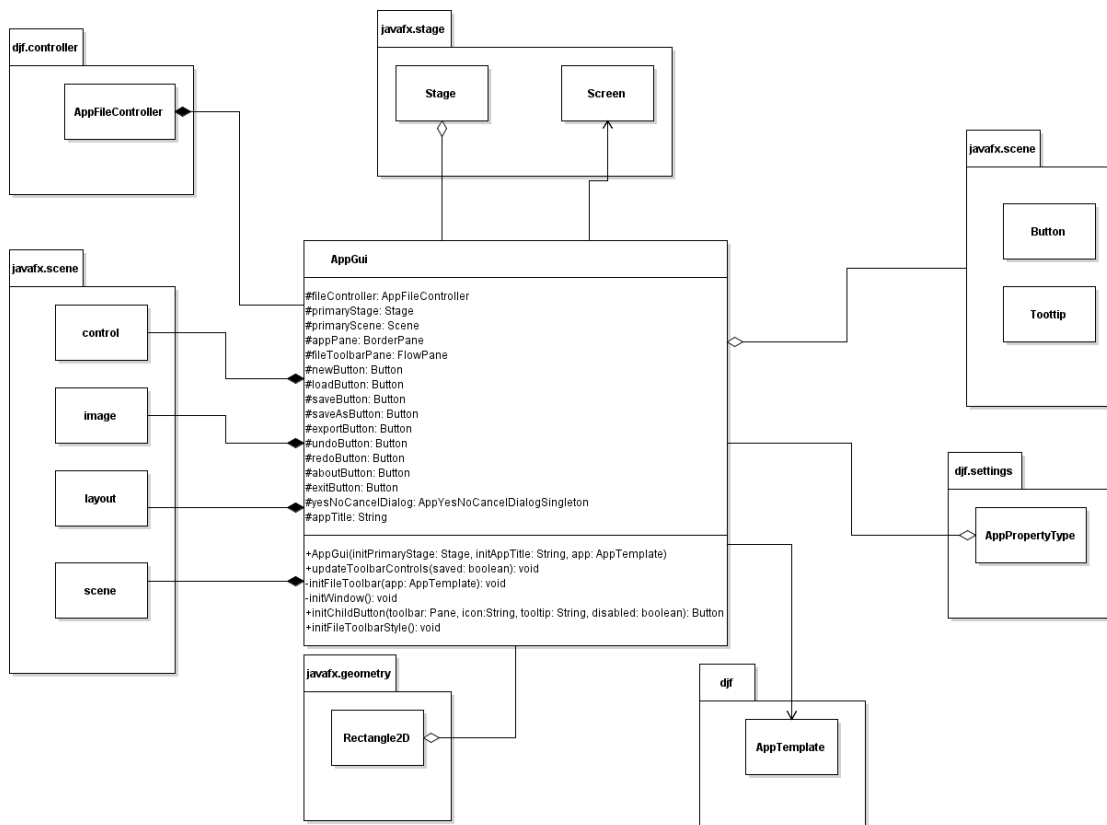 javafx.stage
djf.controller
Stage
Screen
AppFileController
javafx.scene
Button
Toottip
AppGui
#fileController: AppFileController
#primaryStage: Stage
#primaryScene: Scene
#appPane: BorderPane
#fileToolbarPane: FlowPane
#newButton: Button
#loadButton: Button
#saveButton: Button
#saveAsButton: Button
#exportButton: Button
#undoButton: Button
#redoButton: Button
#aboutButton: Button
#exitButton: Button
#yesNoCancelDialog: AppYesNoCancelDialogSingleton
#appTitle: String
+AppGui(initPrimaryStage: Stage, initAppTitle: String, app: AppTemplate)
+updateToolbarControls(saved: boolean): void
-initFileToolbar(app: AppTemplate): void
-initWindow(): void
+initChildButton(toolbar: Pane, icon:String, tooltip: String, disabled: boolean): Button
+initFileToolbarStyle(): void
javafx.scene
control
image
layout
scene
djf.settings
AppPropertyType
javafx.geometry
Rectangle2D
djf
AppTemplate